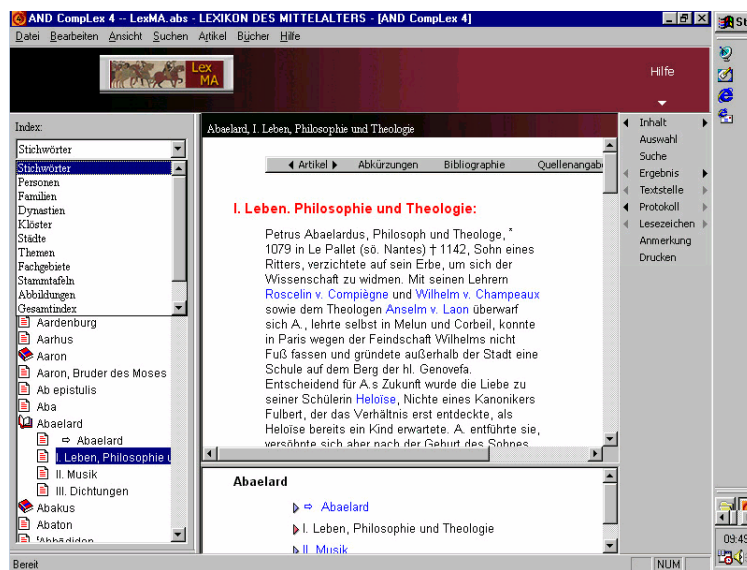 AND CompLex 4 -- LexMA.abs - LEXIKON DES MITTELALTERS - [AND CompLex 4]
Datei Bearbeiten Ansicht Suchen Artikel Bücher Hilfe
Lex
MA
Hilfe
Index:
Stichwörter
Stichwörter
Personen
Familien
Dynastien
Klöster
Städte
Themen
Fachgebiete
Stammtafeln
Abbildungen
Gesamtindex
Aardenburg
Aarhus
Aaron
Aaron, Bruder des Moses
Ab epistulis
Aba
Abaelard
⇨ Abaelard
I. Leben, Philosophie u
II. Musik
III. Dichtungen
Abakus
Abaton
Abaelard, I. Leben, Philosophie und Theologie
Artikel Abkürzungen Bibliographie Quellenangab
I. Leben. Philosophie und Theologie:
Petrus Abaelardus, Philosoph und Theologe, *
1079 in Le Pallet (sö. Nantes) † 1142, Sohn eines
Ritters, verzichtete auf sein Erbe, um sich der
Wissenschaft zu widmen. Mit seinen Lehrern
Roscelin v. Compiègne und Wilhelm v. Champeaux
sowie dem Theologen Anselm v. Laon überwarf
sich A., lehrte selbst in Melun und Corbeil, konnte
in Paris wegen der Feindschaft Wilhelms nicht
Fuß fassen und gründete außerhalb der Stadt eine
Schule auf dem Berg der hl. Genovefa.
Entscheidend für A.s Zukunft wurde die Liebe zu
seiner Schülerin Heloïse, Nichte eines Kanonikers
Fulbert, der das Verhältnis erst entdeckte, als
Heloïse bereits ein Kind erwartete. A. entführte sie,
versöhnte sich aber nach der Geburt des Sohnes
Abaelard
⇨ Abaelard
I. Leben, Philosophie und Theologie
II. Musik
Inhalt
Auswahl
Suche
Ergebnis
Textstelle
Protokoll
Lesezeichen
Anmerkung
Drucken
Bereit
NUM
St
09:49